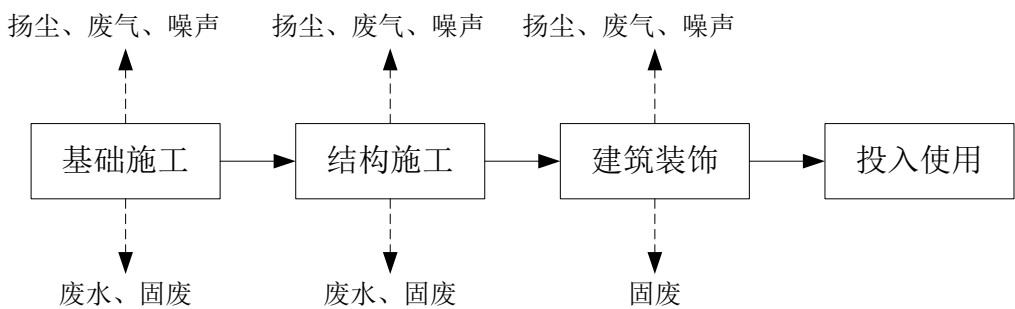 扬尘、废气、噪声 扬尘、废气、噪声 扬尘、废气、噪声
基础施工 结构施工 建筑装饰 投入使用
废水、固废 废水、固废 固废